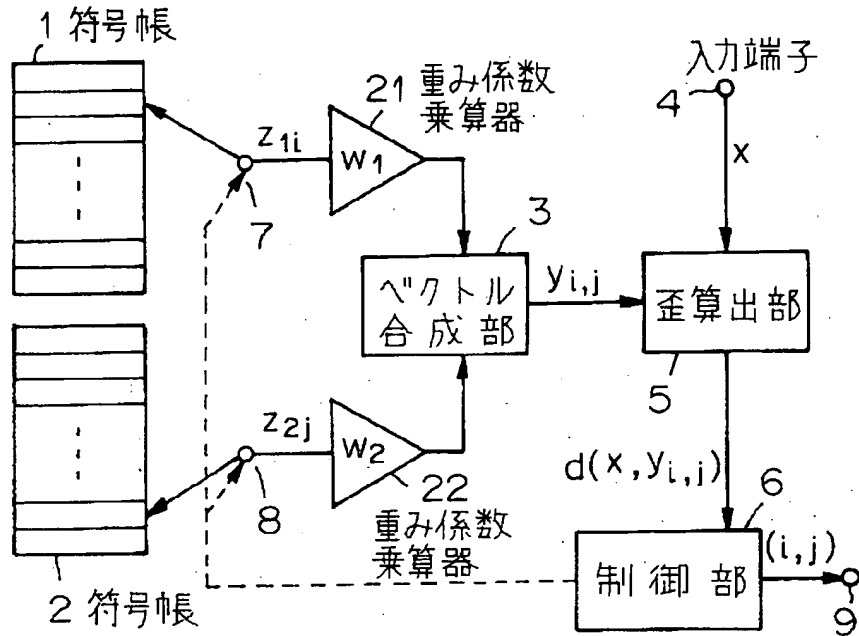 1 符号帳
21 重み係数
乗算器
入力端子
4
z1i
w1
x
7
3
ベクトル
合成部
yi,j
歪算出部
5
z2j
w2
8
22
重み係数
乗算器
d(x,yi,j)
6
制御部
(i,j)
9
2 符号帳